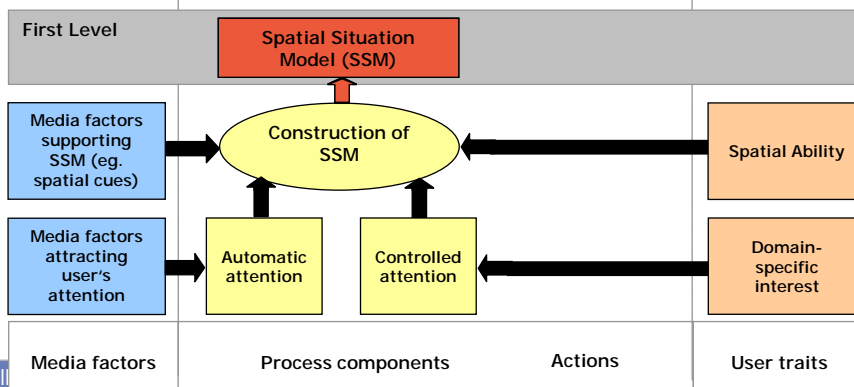 First Level
Spatial Situation
Model (SSM)
Media factors
supporting
SSM (eg.
spatial cues)
Construction of
SSM
Spatial Ability
Media factors
attracting
user‘s
attention
Automatic
attention
Controlled
attention
Domain-
specific
interest
Media factors
Process components
Actions
User traits